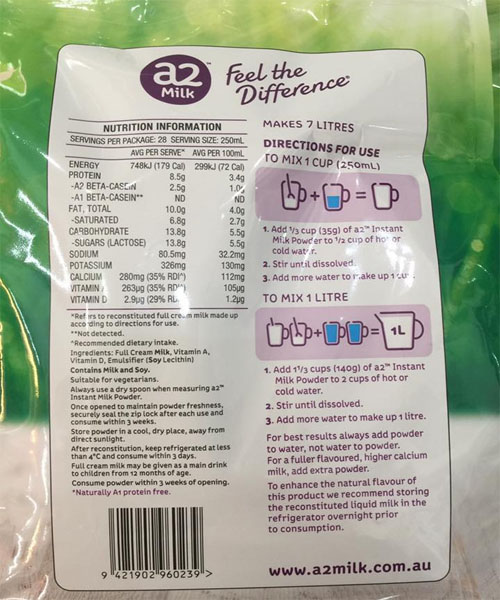 a2™
Milk
Feel the
Difference®
NUTRITION INFORMATION
SERVINGS PER PACKAGE: 28 SERVING SIZE: 250mL
AVG PER SERVE* AVG PER 100mL
ENERGY 748kJ (179 Cal) 299kJ (72 Cal)
PROTEIN 8.5g 3.4g
-A2 BETA-CASEIN 2.5g 1.0g
-A1 BETA-CASEIN** ND ND
FAT, TOTAL 10.0g 4.0g
-SATURATED 6.8g 2.7g
CARBOHYDRATE 13.8g 5.5g
-SUGARS (LACTOSE) 13.8g 5.5g
SODIUM 80.5mg 32.2mg
POTASSIUM 326mg 130mg
CALCIUM 280mg (35% RDI^) 112mg
VITAMIN 263µg (35% RDI^) 105µg
VITAMIN D 2.9µg (29% RDI 1.2µg
*Refers to reconstituted full cream milk made up
according to directions for use.
**Not detected.
^Recommended dietary intake.
Ingredients: Full Cream Milk, Vitamin A,
Vitamin D, Emulsifier (Soy Lecithin)
Contains Milk and Soy.
Suitable for vegetarians.
Always use a dry spoon when measuring a2™
Instant Milk Powder.
Once opened to maintain powder freshness,
securely seal the zip lock after each use and
consume within 3 weeks.
Store powder in a cool, dry place, away from
direct sunlight.
After reconstitution, keep refrigerated at less
than 4°C and consume within 3 days.
Full cream milk may be given as a main drink
to children from 12 months of age.
Consume powder within 3 weeks of opening.
^Naturally A1 protein free.
9 421902 960239 >
MAKES 7 LITRES
DIRECTIONS FOR USE
TO MIX 1 CUP (250mL)
1. Add 1/3 cup (35g) of a2™ Instant
Milk Powder to 1/2 cup of hot or
cold water.
2. Stir until dissolved.
3. Add more water to make up 1 cup.
TO MIX 1 LITRE
1L
1. Add 1 1/3 cups (140g) of a2™ Instant
Milk Powder to 2 cups of hot or
cold water.
2. Stir until dissolved.
3. Add more water to make up 1 litre.
For best results always add powder
to water, not water to powder.
For a fuller flavoured, higher calcium
milk, add extra powder.
To enhance the natural flavour of
this product we recommend storing
the reconstituted liquid milk in the
refrigerator overnight prior
to consumption.
www.a2milk.com.au